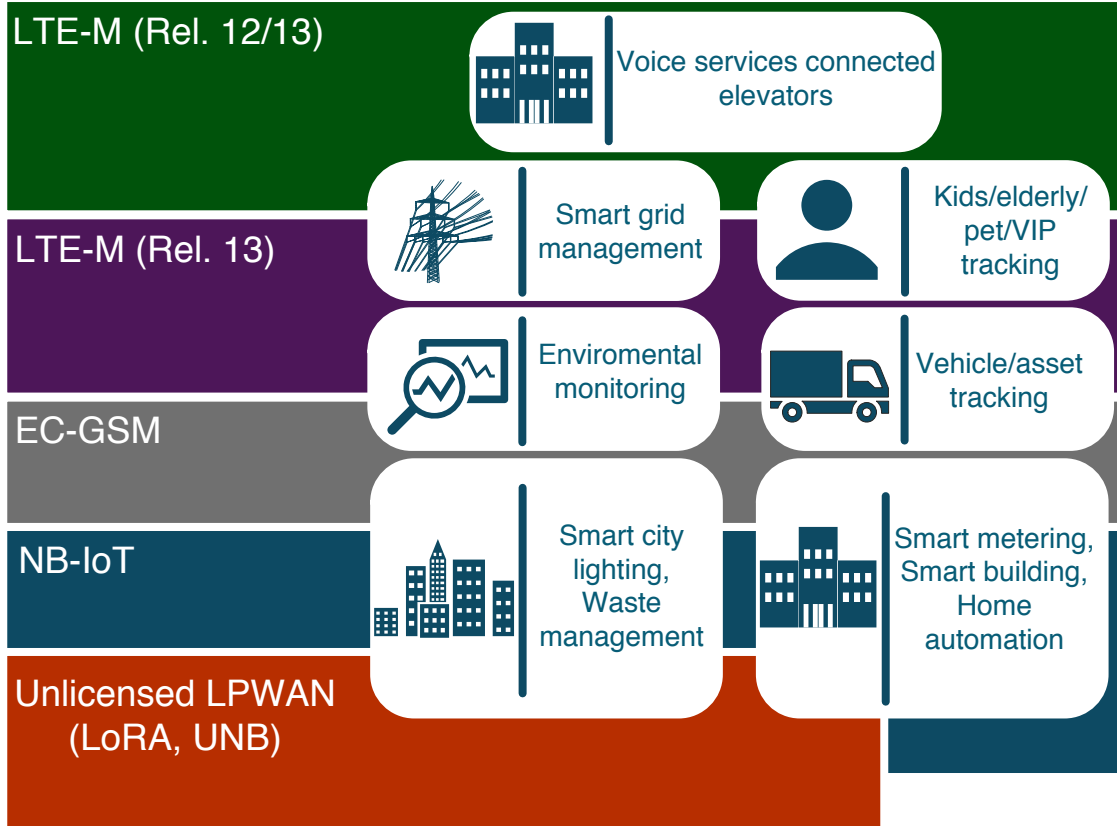 LTE-M (Rel. 12/13)
Voice services connected
elevators
Smart grid
management
Kids/elderly/
pet/VIP
tracking
LTE-M (Rel. 13)
Enviromental
monitoring
Vehicle/asset
tracking
EC-GSM
NB-IoT
Smart city
lighting,
Waste
management
Smart metering,
Smart building,
Home
automation
Unlicensed LPWAN
(LoRA, UNB)